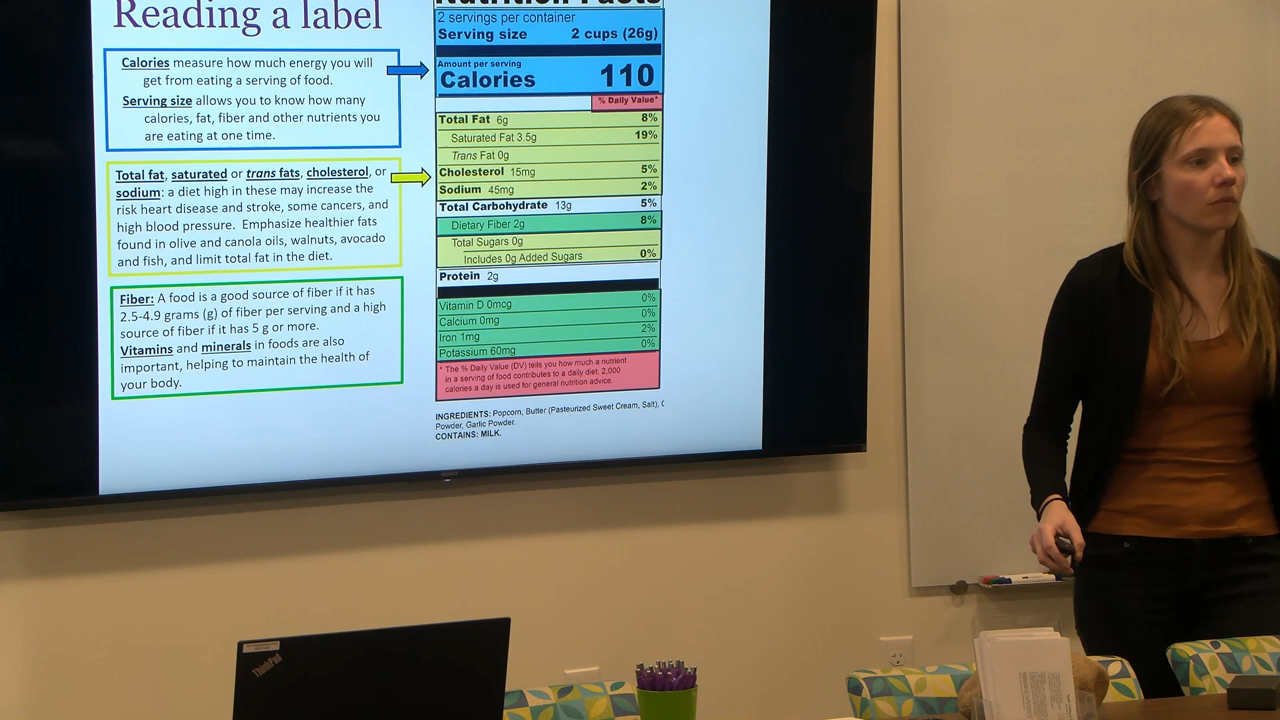 Reading a label
Calories measure how much energy you will
get from eating a serving of food.
Serving size allows you to know how many
calories, fat, fiber and other nutrients you
are eating at one time.
Total fat, saturated or trans fats, cholesterol, or
sodium: a diet high in these may increase the
risk heart disease and stroke, some cancers, and
high blood pressure. Emphasize healthier fats
found in olive and canola oils, walnuts, avocado
and fish, and limit total fat in the diet.
Fiber: A food is a good source of fiber if it has
2.5-4.9 grams (g) of fiber per serving and a high
source of fiber if it has 5 g or more.
Vitamins and minerals in foods are also
important, helping to maintain the health of
your body.
Nutrition Facts
2 servings per container
Serving size 2 cups (26g)
Amount per serving
Calories 110
% Daily Value*
Total Fat 6g 8%
Saturated Fat 3.5g 19%
Trans Fat 0g
Cholesterol 15mg 5%
Sodium 45mg 2%
Total Carbohydrate 13g 5%
Dietary Fiber 2g 8%
Total Sugars 0g
Includes 0g Added Sugars 0%
Protein 2g
Vitamin D 0mcg 0%
Calcium 0mg 0%
Iron 1mg 2%
Potassium 60mg 0%
* The % Daily Value (DV) tells you how much a nutrient
in a serving of food contributes to a daily diet. 2,000
calories a day is used for general nutrition advice.
INGREDIENTS: Popcorn, Butter (Pasteurized Sweet Cream, Salt),
Powder, Garlic Powder.
CONTAINS: MILK.
ThinkPad